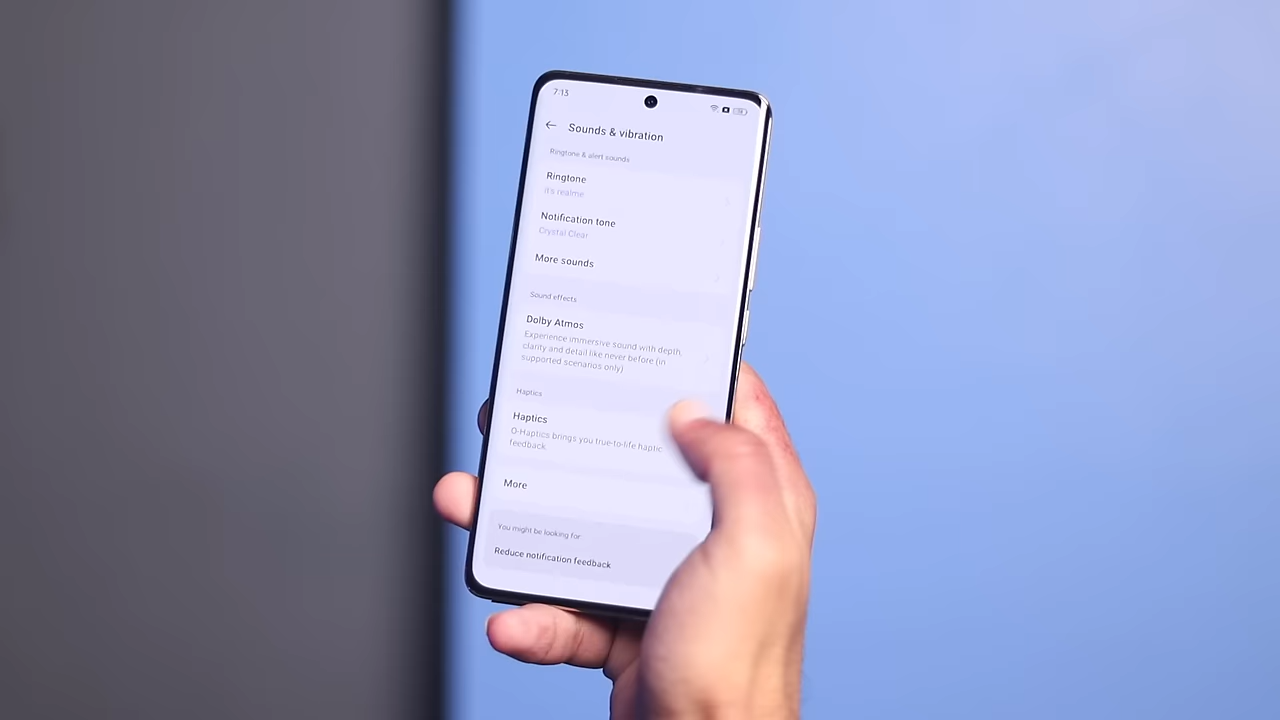 7:13
Sounds & vibration
Ringtone & alert sounds
Ringtone
it's realme
Notification tone
Crystal Clear
More sounds
Sound effects
Dolby Atmos
Experience immersive sound with depth,
clarity and detail like never before (in
supported scenarios only)
Haptics
Haptics
O-Haptics brings you true-to-life haptic
feedback
More
You might be looking for
Reduce notification feedback